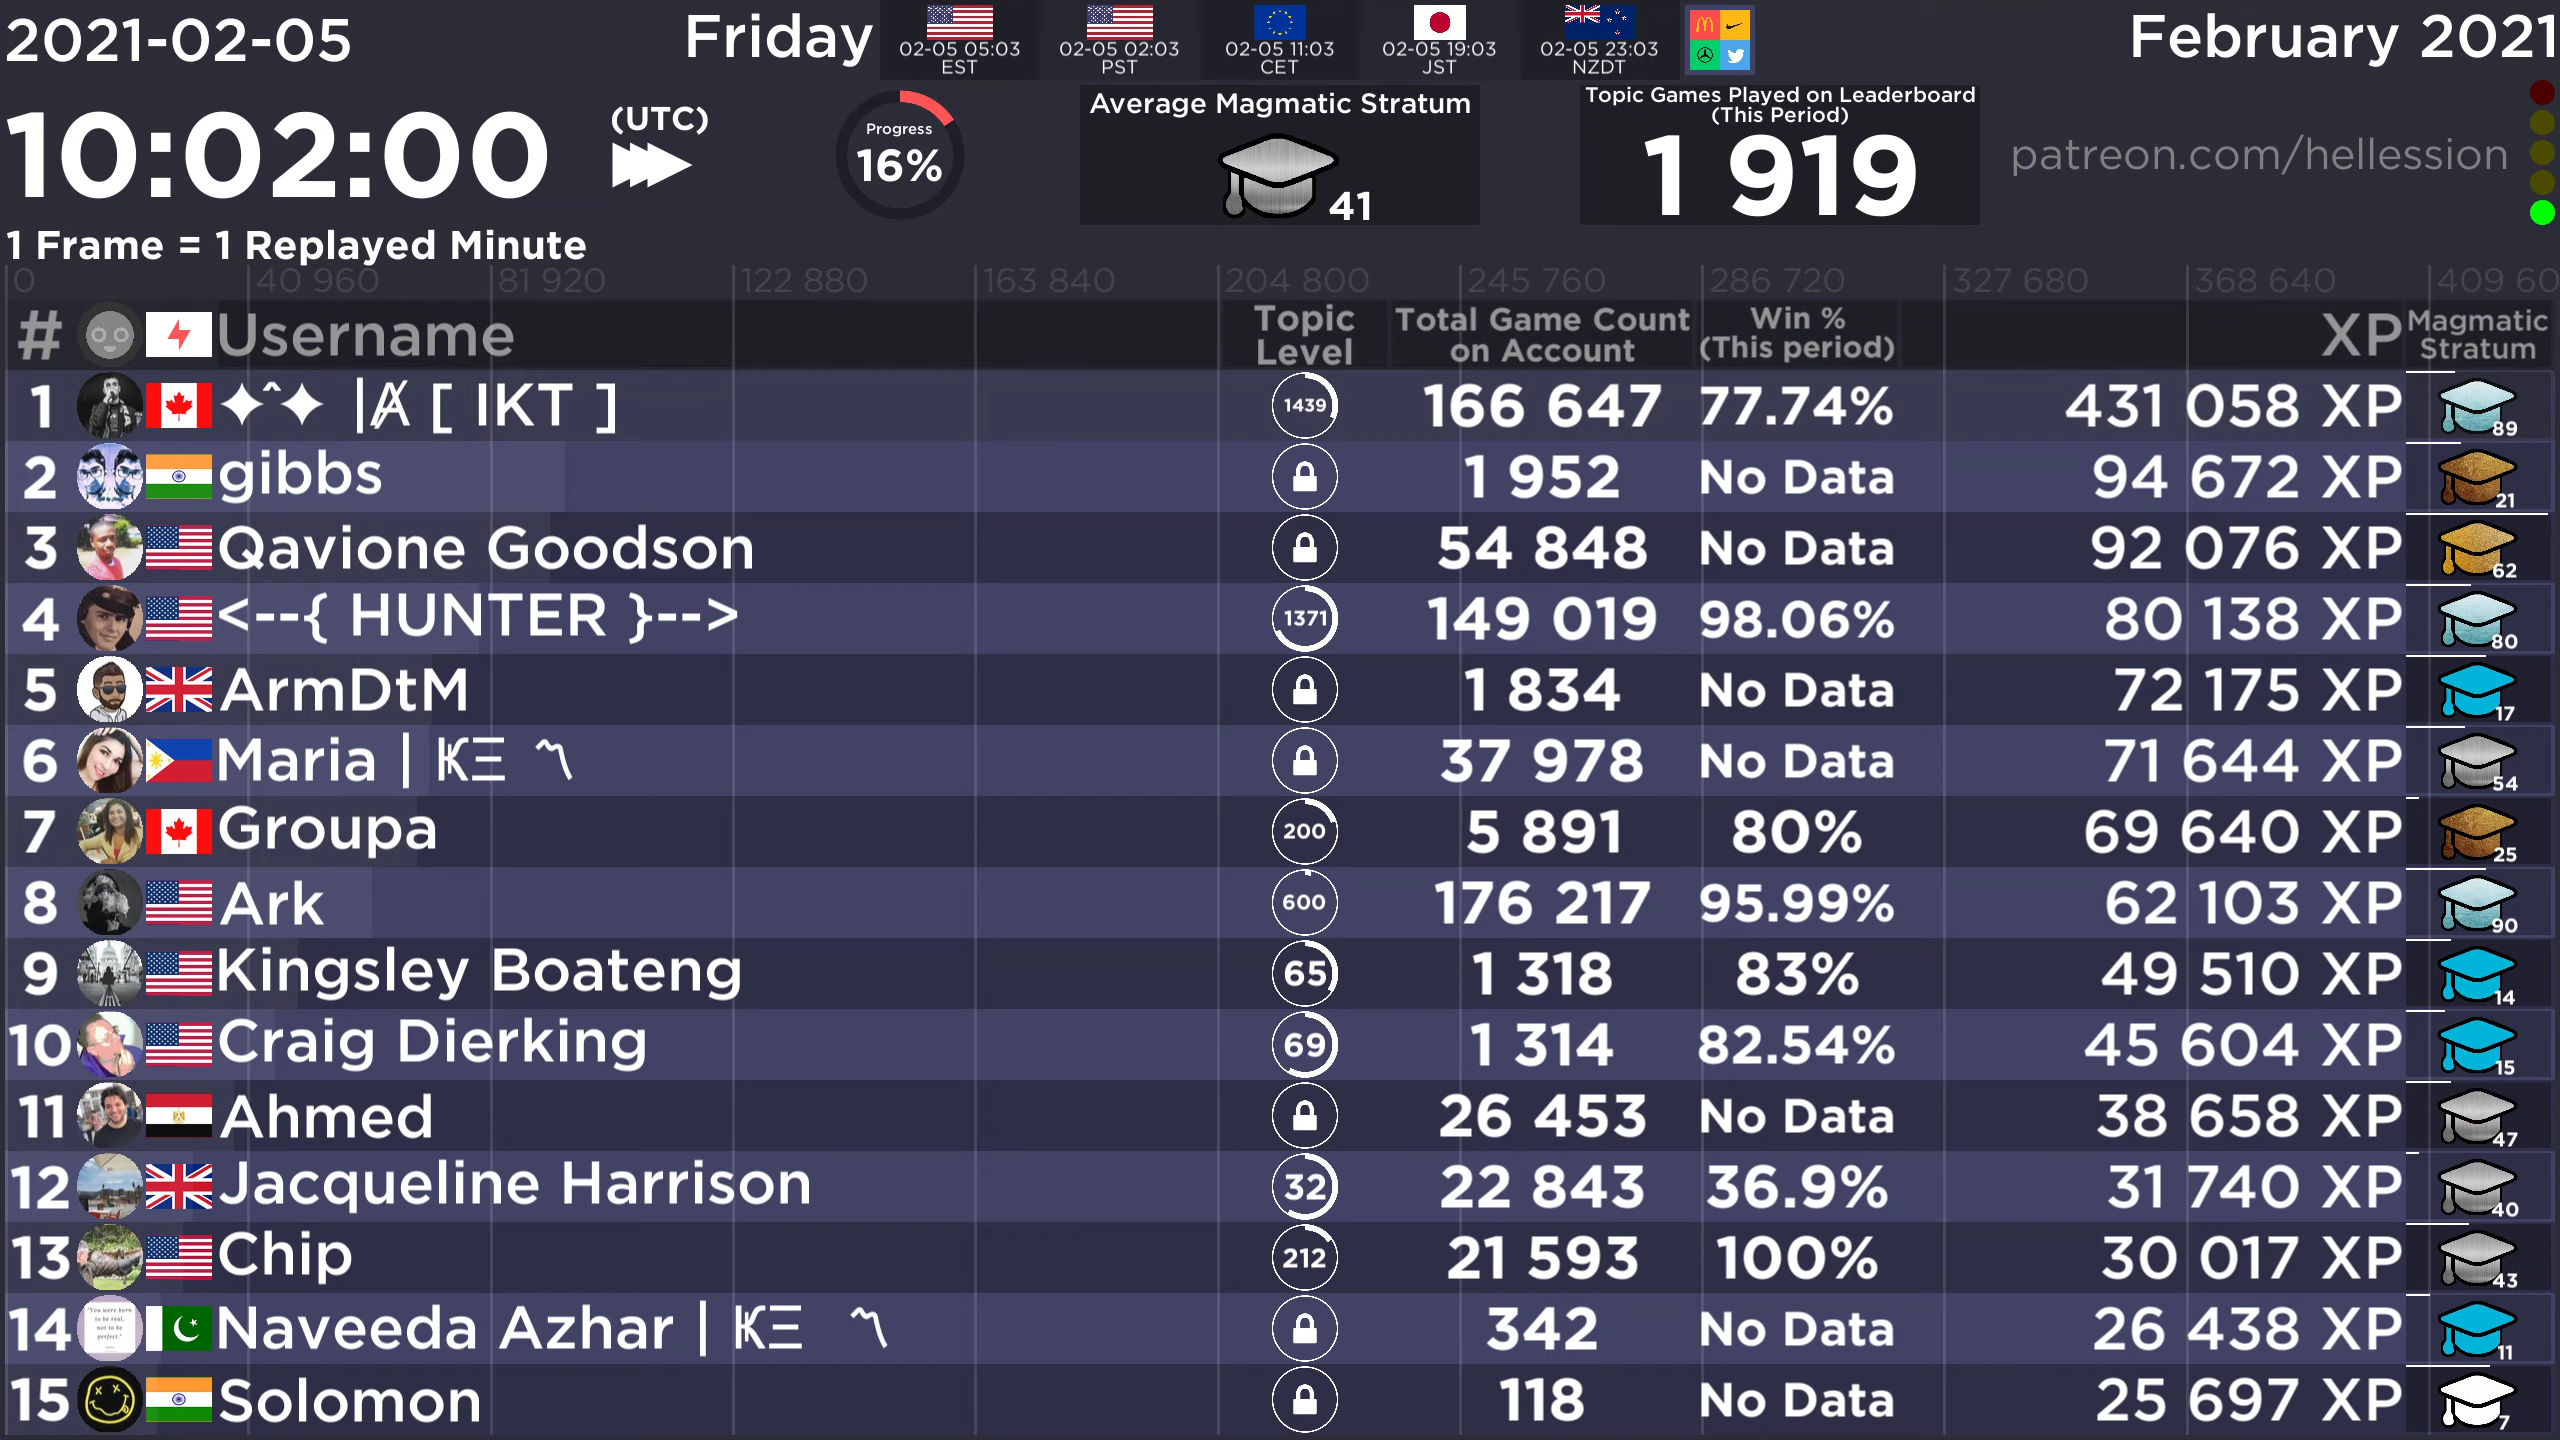 2021-02-05
Friday
02-05 05:03
EST
02-05 02:03
PST
02-05 11:03
CET
02-05 19:03
JST
02-05 23:03
NZDT
February 2021
10:02:00
(UTC)
Progress
16%
Average Magmatic Stratum
41
Topic Games Played on Leaderboard
(This Period)
1 919
patreon.com/hellession
1 Frame = 1 Replayed Minute
0 40 960 81 920 122 880 163 840 204 800 245 760 286 720 327 680 368 640 409 60
# Username Topic Level Total Game Count on Account Win % (This period) XP Magmatic Stratum
1 ✦ˆ✦ |Ⱥ [ IKT ] 1439 166 647 77.74% 431 058 XP 89
2 gibbs 1 952 No Data 94 672 XP 21
3 Qavione Goodson 54 848 No Data 92 076 XP 62
4 <--{ HUNTER }--> 1371 149 019 98.06% 80 138 XP 80
5 ArmDtM 1 834 No Data 72 175 XP 17
6 Maria | ₭Ξ 〽 37 978 No Data 71 644 XP 54
7 Groupa 200 5 891 80% 69 640 XP 25
8 Ark 600 176 217 95.99% 62 103 XP 90
9 Kingsley Boateng 65 1 318 83% 49 510 XP 14
10 Craig Dierking 69 1 314 82.54% 45 604 XP 15
11 Ahmed 26 453 No Data 38 658 XP 47
12 Jacqueline Harrison 32 22 843 36.9% 31 740 XP 40
13 Chip 212 21 593 100% 30 017 XP 43
"You were born
to be real,
not to be
perfect."
14 Naveeda Azhar | ₭Ξ 〽 342 No Data 26 438 XP 11
15 Solomon 118 No Data 25 697 XP 7